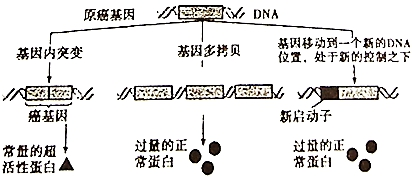 原癌基因 DNA
基因内突变
基因多拷贝
基因移动到一个新的DNA
位置,处于新的控制之下
癌基因
新启动子
常量的超
活性蛋白
过量的正
常蛋白
过量的正
常蛋白